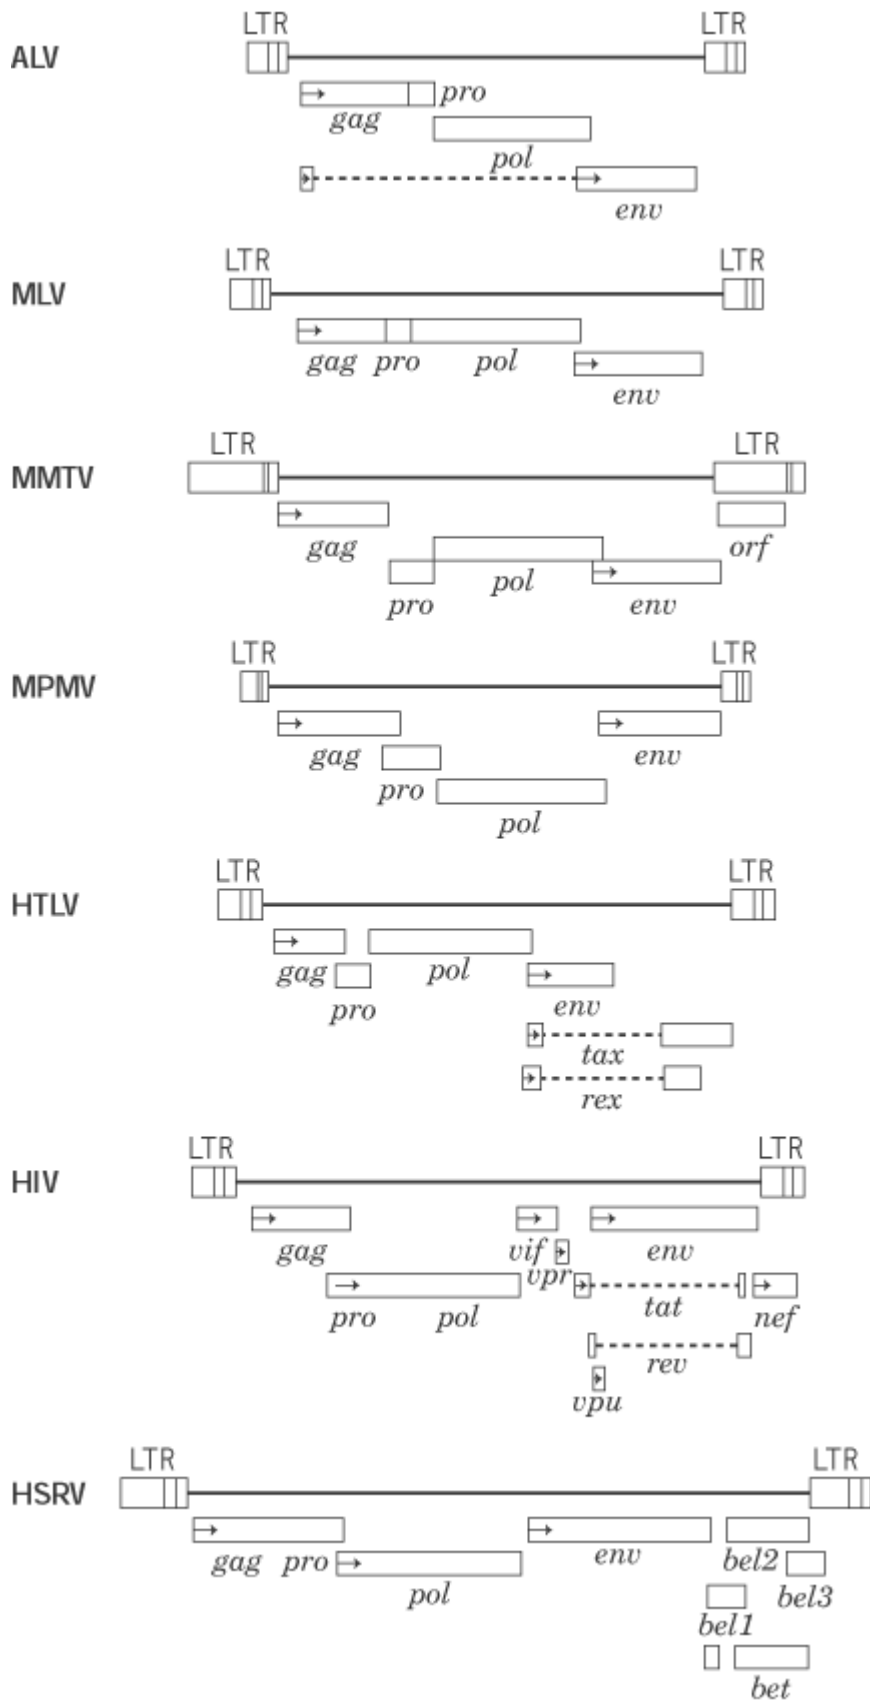 LTR LTR
ALV
gag pro
pol
env
LTR LTR
MLV
gag pro pol
env
LTR LTR
MMTV
gag orf
pro pol env
LTR LTR
MPMV
gag env
pro pol
LTR LTR
HTLV
gag pol
pro env
tax
rex
LTR LTR
HIV
gag vif env
vpr
pro pol tat nef
rev
vpu
LTR LTR
HSRV
gag pro env bel2
pol bel3
bel1
bet